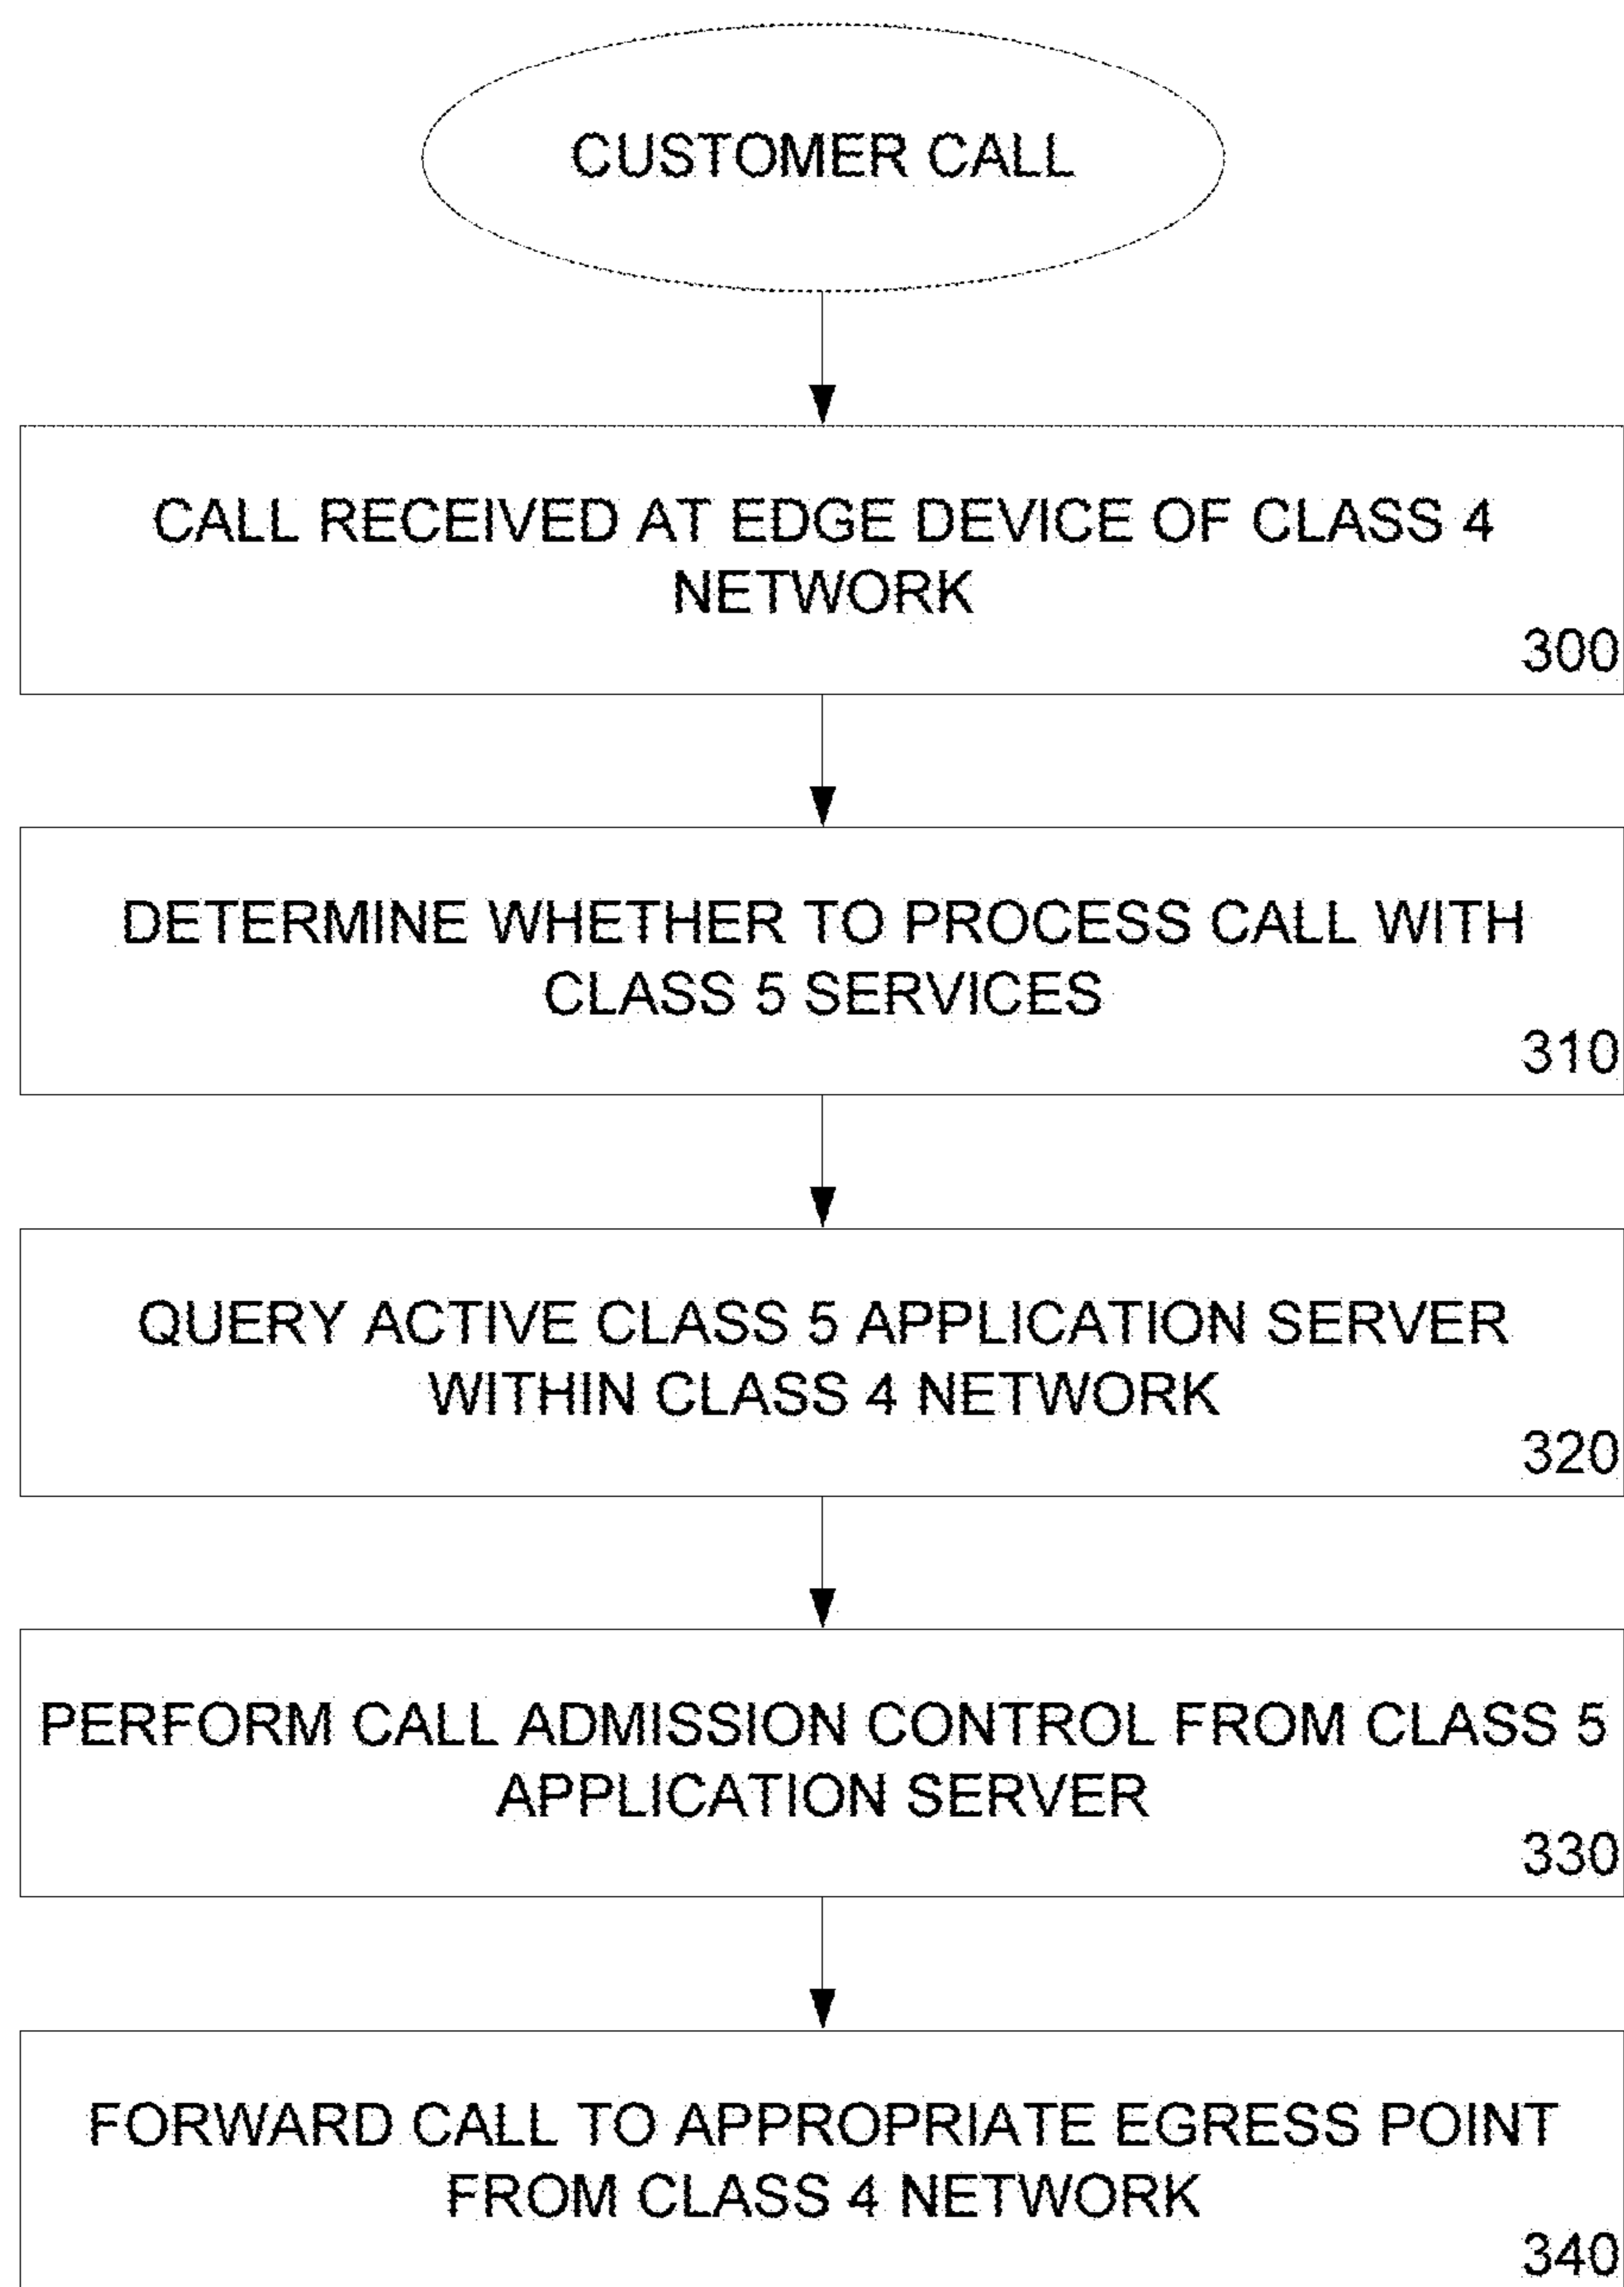 CUSTOMER CALL
CALL RECEIVED AT EDGE DEVICE OF CLASS 4
NETWORK
300
DETERMINE WHETHER TO PROCESS CALL WITH
CLASS 5 SERVICES
310
QUERY ACTIVE CLASS 5 APPLICATION SERVER
WITHIN CLASS 4 NETWORK
320
PERFORM CALL ADMISSION CONTROL FROM CLASS 5
APPLICATION SERVER
330
FORWARD CALL TO APPROPRIATE EGRESS POINT
FROM CLASS 4 NETWORK
340